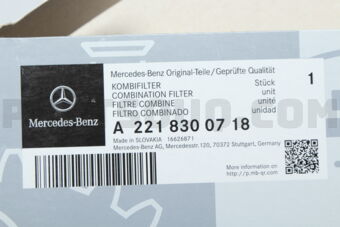 Mercedes-Benz Original-Teile/Geprüfte Qualität
KOMBIFILTER Stück 1
COMBINATION FILTER unit
FILTRE COMBINE unité
FILTRO COMBINADO unidad
Mercedes-Benz
A 221 830 07 18
Made in SLOVAKIA 16626871
Mercedes-Benz AG, Mercedesstr. 120, 70372 Stuttgart, Germany
More info:
http://p.mb-qr.com